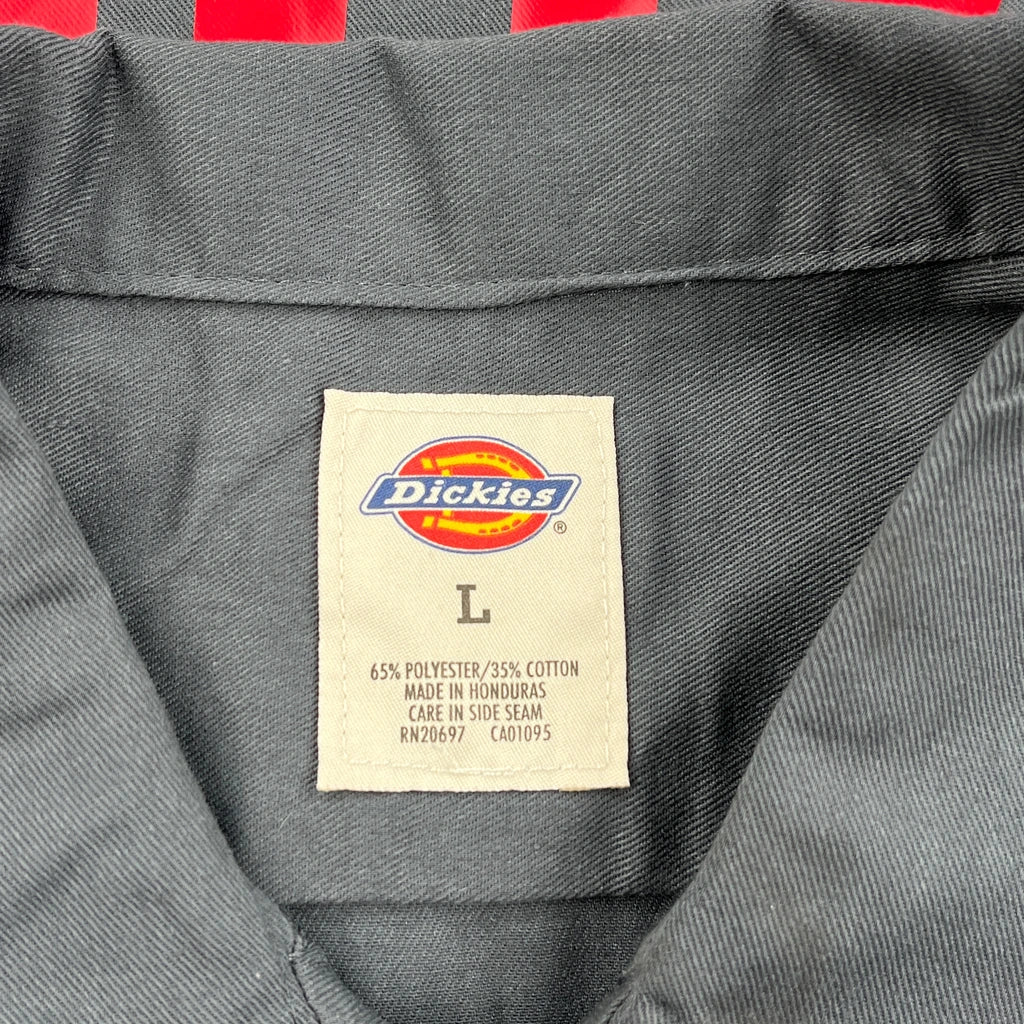 Dickies
®
L
65% POLYESTER/35% COTTON
MADE IN HONDURAS
CARE IN SIDE SEAM
RN20697 CA01095